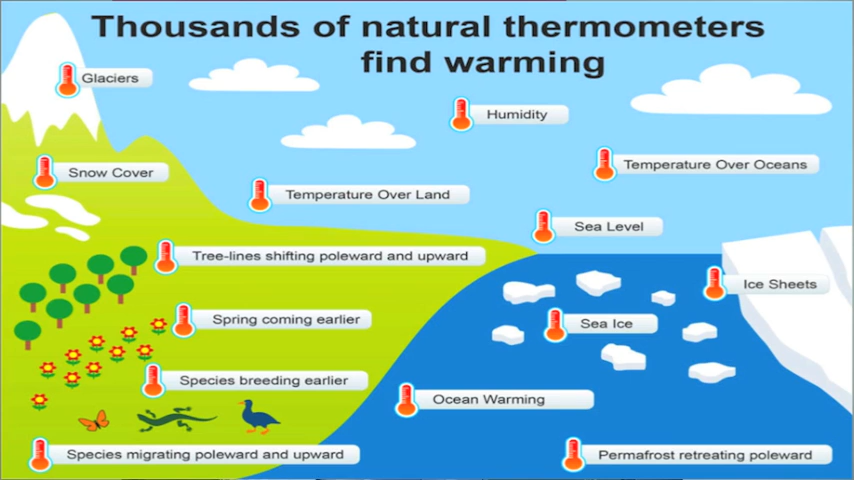 Thousands of natural thermometers
find warming
Glaciers
Humidity
Snow Cover
Temperature Over Oceans
Temperature Over Land
Sea Level
Tree-lines shifting poleward and upward
Ice Sheets
Spring coming earlier
Sea Ice
Species breeding earlier
Ocean Warming
Species migrating poleward and upward
Permafrost retreating poleward